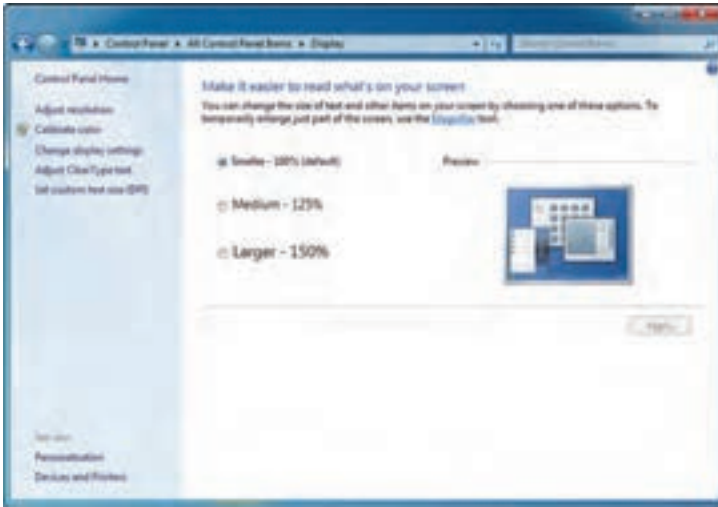 Control Panel ▸ All Control Panel Items ▸ Display
Control Panel Home
Adjust resolution
Calibrate color
Change display settings
Adjust ClearType text
Set custom text size (DPI)
Make it easier to read what's on your screen
You can change the size of text and other items on your screen by choosing one of these options. To
temporarily enlarge just part of the screen, use the Magnifier tool.
Smaller - 100% (default)
Preview
Medium - 125%
Larger - 150%
Apply
See also
Personalization
Devices and Printers